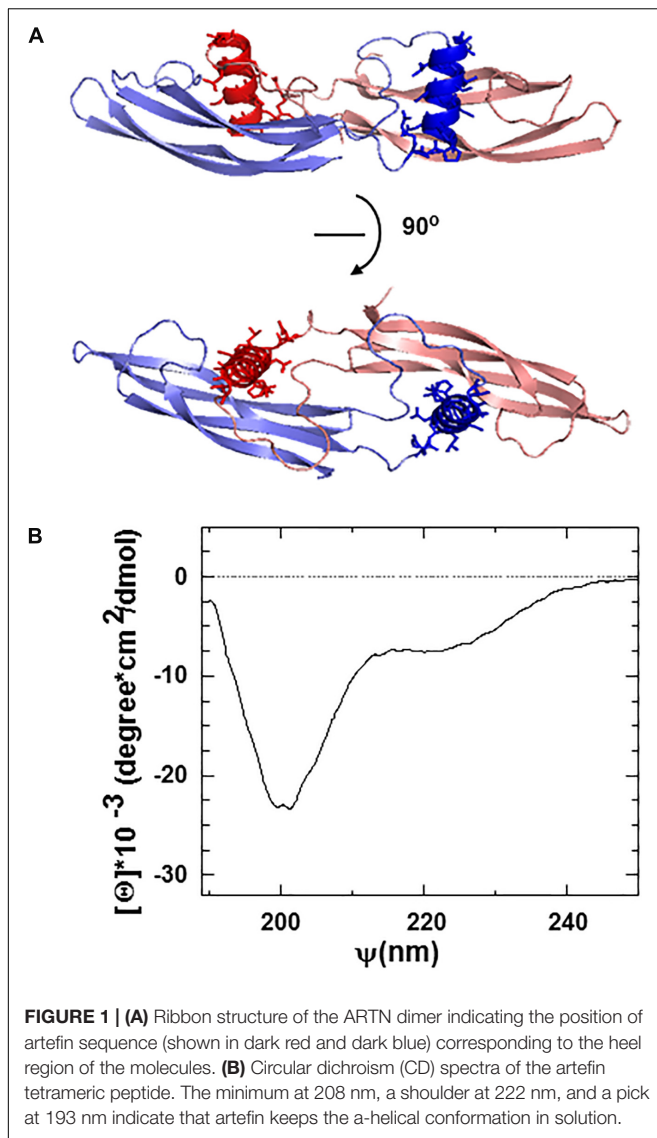 A
90º
B
0
-10
-20
-30
[Θ]*10 -3 (degree*cm 2/dmol)
200 220 240
ψ(nm)
FIGURE 1 | (A) Ribbon structure of the ARTN dimer indicating the position of
artefin sequence (shown in dark red and dark blue) corresponding to the heel
region of the molecules. (B) Circular dichroism (CD) spectra of the artefin
tetrameric peptide. The minimum at 208 nm, a shoulder at 222 nm, and a pick
at 193 nm indicate that artefin keeps the a-helical conformation in solution.